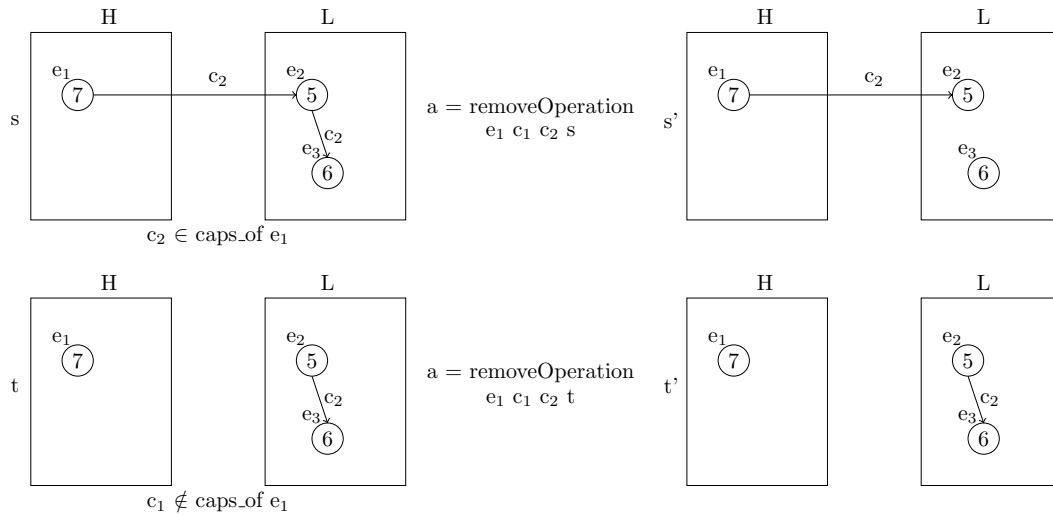 H L H L
e₁ c₂ e₂ e₁ c₂ e₂
7 5 7 5
s c₂ a = removeOperation s'
e₃ e₁ c₁ c₂ s e₃
6 6
c₂ ∈ caps_of e₁
H L H L
e₁ e₂ e₁ e₂
7 5 7 5
t c₂ a = removeOperation t' c₂
e₃ e₁ c₁ c₂ t e₃
6 6
c₁ ∉ caps_of e₁